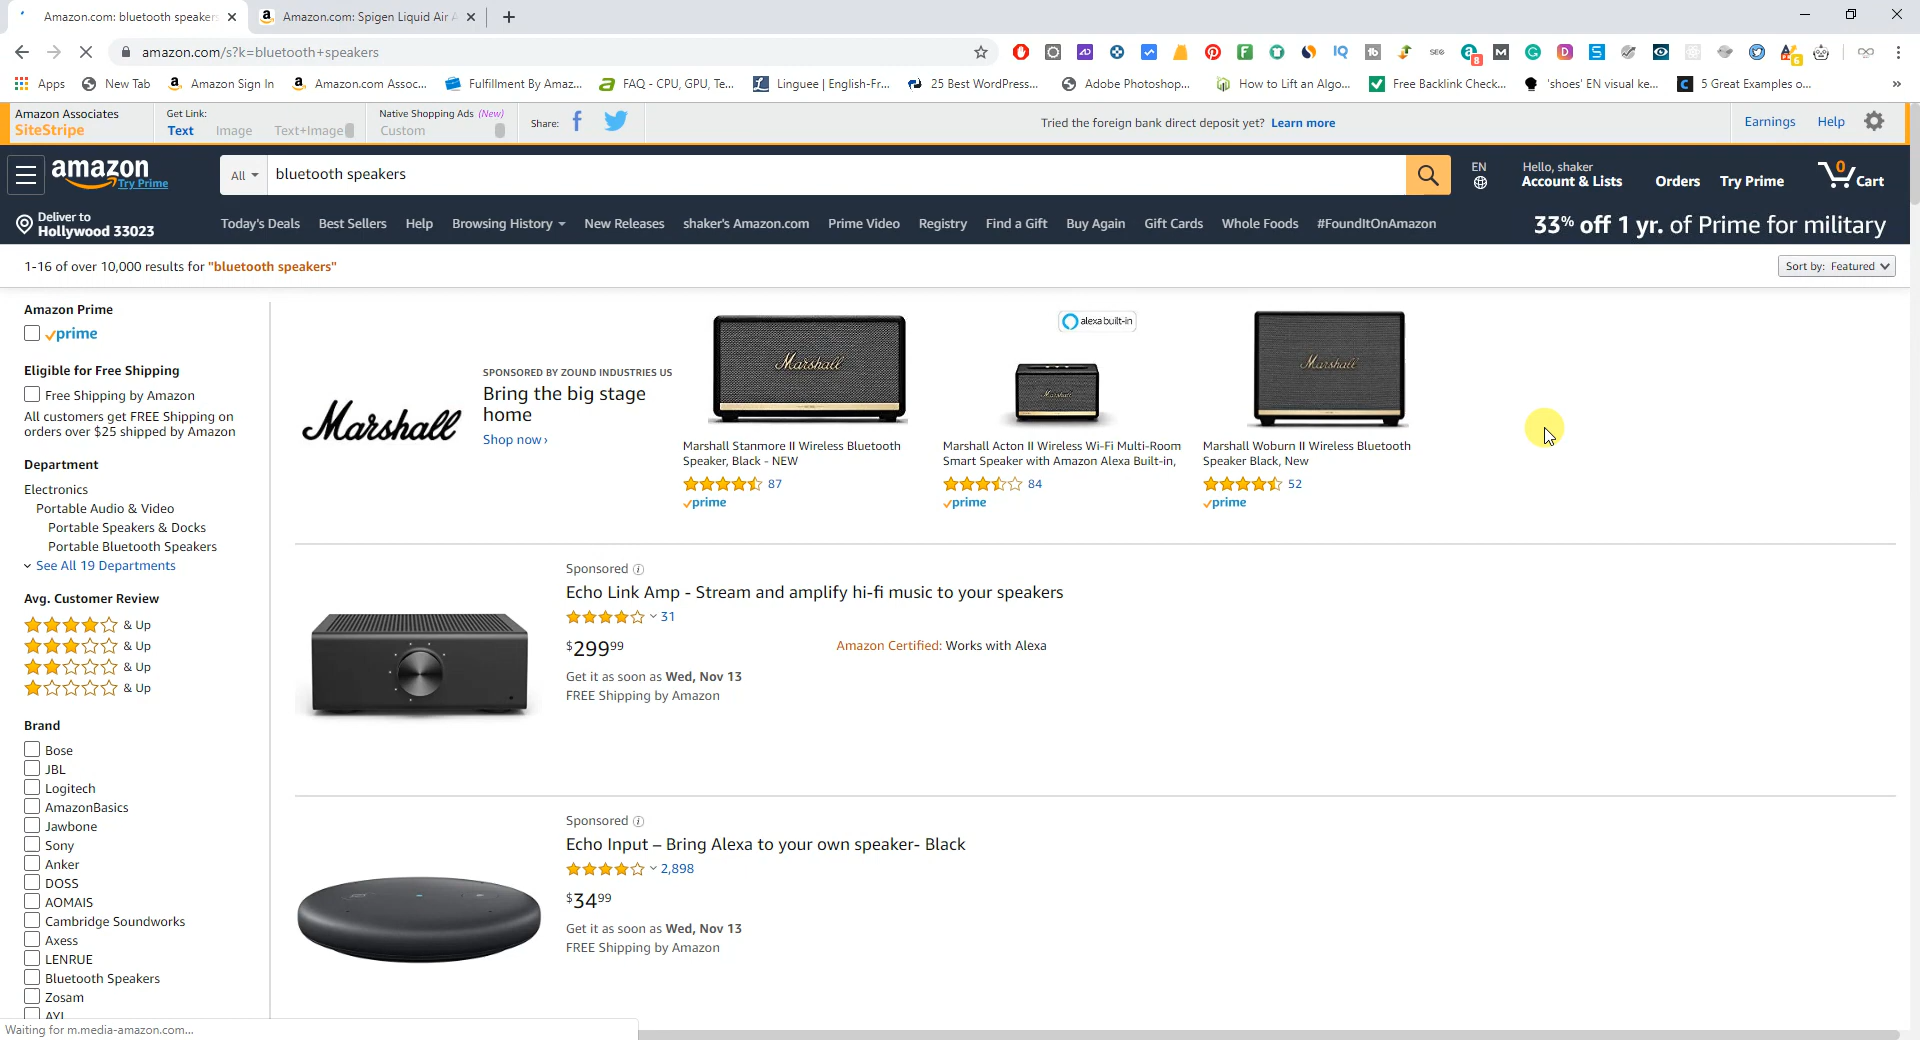 Amazon.com: bluetooth speakers
Amazon.com: Spigen Liquid Air A
amazon.com/s?k=bluetooth+speakers
Apps
New Tab
Amazon Sign In
Amazon.com Assoc...
Fulfillment By Amaz...
FAQ - CPU, GPU, Te...
Linguee | English-Fr...
25 Best WordPress...
Adobe Photoshop...
How to Lift an Algo...
Free Backlink Check...
'shoes' EN visual ke...
5 Great Examples o...
»
Amazon Associates
SiteStripe
Get Link:
Text Image Text+Image
Native Shopping Ads (New)
Custom
Share:
Tried the foreign bank direct deposit yet? Learn more
Earnings
Help
amazon
Try Prime
All
bluetooth speakers
EN
Hello, shaker
Account & Lists
Orders
Try Prime
0
Cart
Deliver to
Hollywood 33023
Today's Deals
Best Sellers
Help
Browsing History
New Releases
shaker's Amazon.com
Prime Video
Registry
Find a Gift
Buy Again
Gift Cards
Whole Foods
#FoundItOnAmazon
33% off 1 yr. of Prime for military
1-16 of over 10,000 results for "bluetooth speakers"
Sort by: Featured
Amazon Prime
prime
Eligible for Free Shipping
Free Shipping by Amazon
All customers get FREE Shipping on
orders over $25 shipped by Amazon
Department
Electronics
Portable Audio & Video
Portable Speakers & Docks
Portable Bluetooth Speakers
See All 19 Departments
Avg. Customer Review
& Up
& Up
& Up
& Up
Brand
Bose
JBL
Logitech
AmazonBasics
Jawbone
Sony
Anker
DOSS
AOMAIS
Cambridge Soundworks
Axess
LENRUE
Bluetooth Speakers
Zosam
AYL
Marshall
SPONSORED BY ZOUND INDUSTRIES US
Bring the big stage
home
Shop now ›
Marshall
Marshall Stanmore II Wireless Bluetooth
Speaker, Black - NEW
87
prime
alexa built-in
Marshall
Marshall Acton II Wireless Wi-Fi Multi-Room
Smart Speaker with Amazon Alexa Built-in,
84
prime
Marshall
Marshall Woburn II Wireless Bluetooth
Speaker Black, New
52
prime
Sponsored
Echo Link Amp - Stream and amplify hi-fi music to your speakers
31
$299 99
Amazon Certified: Works with Alexa
Get it as soon as Wed, Nov 13
FREE Shipping by Amazon
Sponsored
Echo Input – Bring Alexa to your own speaker- Black
2,898
$34 99
Get it as soon as Wed, Nov 13
FREE Shipping by Amazon
Waiting for m.media-amazon.com...